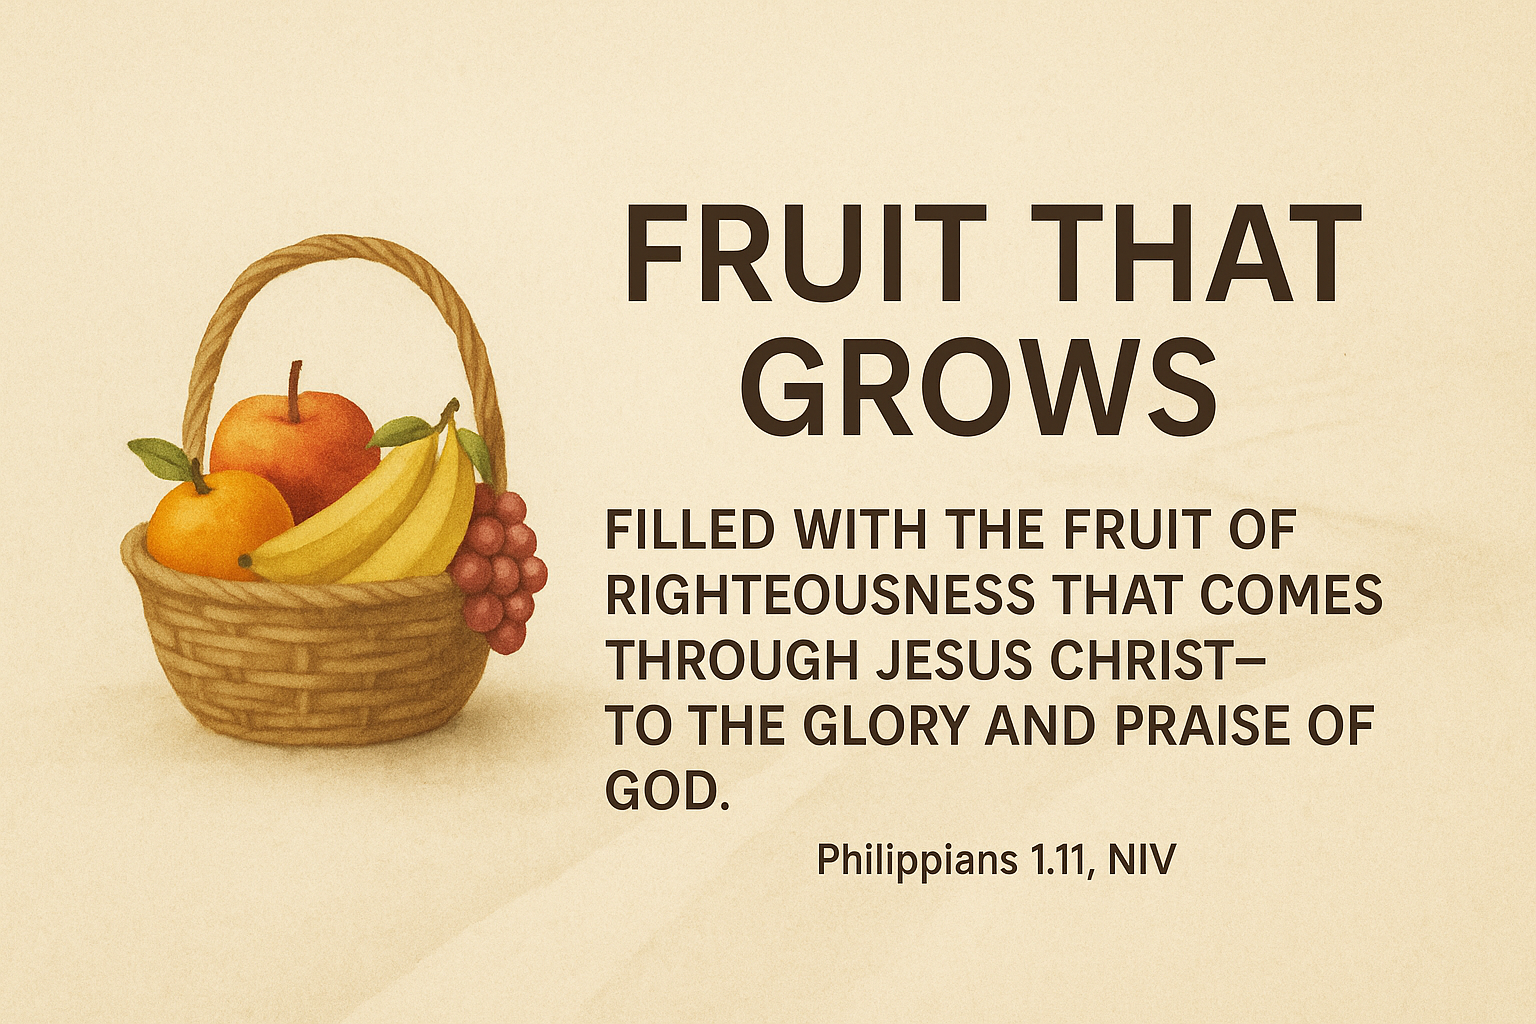 FRUIT THAT
GROWS
FILLED WITH THE FRUIT OF
RIGHTEOUSNESS THAT COMES
THROUGH JESUS CHRIST–
TO THE GLORY AND PRAISE OF
GOD.
Philippians 1.11, NIV